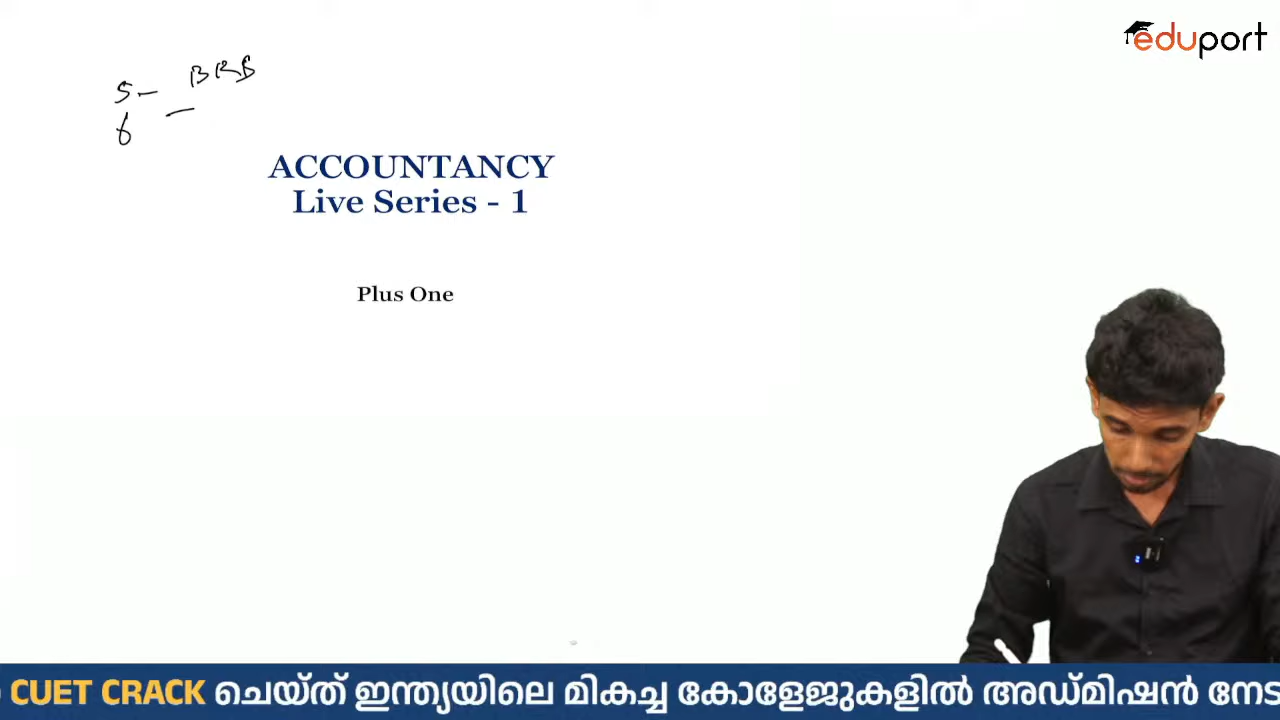 eduport
5 - BRS
6 -
ACCOUNTANCY
Live Series - 1
Plus One
CUET CRACK ചെയ്ത് ഇന്ത്യയിലെ മികച്ച കോളേജുകളിൽ അഡ്മിഷൻ നേട